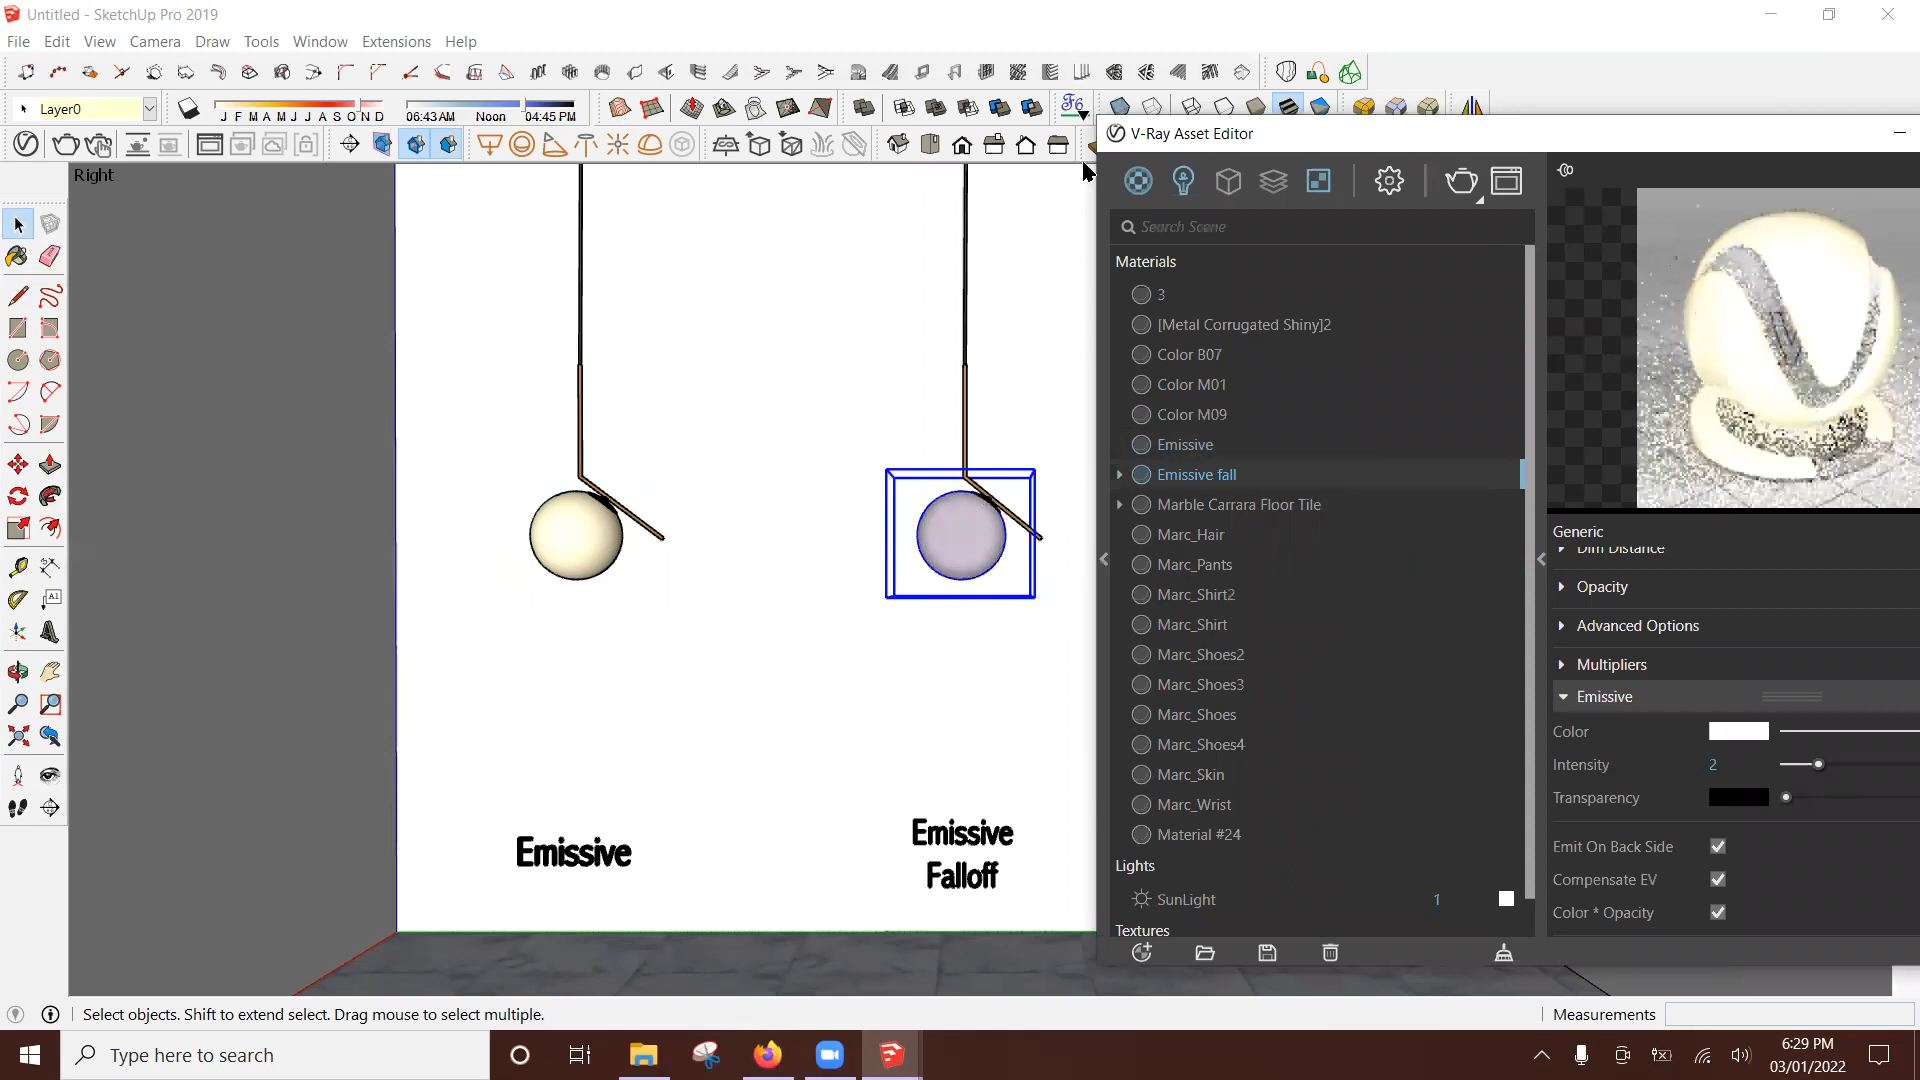 Untitled - SketchUp Pro 2019
File Edit View Camera Draw Tools Window Extensions Help
Layer0
J F M A M J J A S O N D
06:43 AM Noon 04:45 PM
V-Ray Asset Editor
Right
Search Scene
Materials
3
[Metal Corrugated Shiny]2
Color B07
Color M01
Color M09
Emissive
Emissive fall
Marble Carrara Floor Tile
Marc_Hair
Marc_Pants
Marc_Shirt2
Marc_Shirt
Marc_Shoes2
Marc_Shoes3
Marc_Shoes
Marc_Shoes4
Marc_Skin
Marc_Wrist
Material #24
Lights
SunLight 1
Textures
Generic
Dim Distance
Opacity
Advanced Options
Multipliers
Emissive
Color
Intensity 2
Transparency
Emit On Back Side
Compensate EV
Color * Opacity
Emissive
Emissive
Falloff
A1
Select objects. Shift to extend select. Drag mouse to select multiple.
Measurements
Type here to search
6:29 PM
03/01/2022